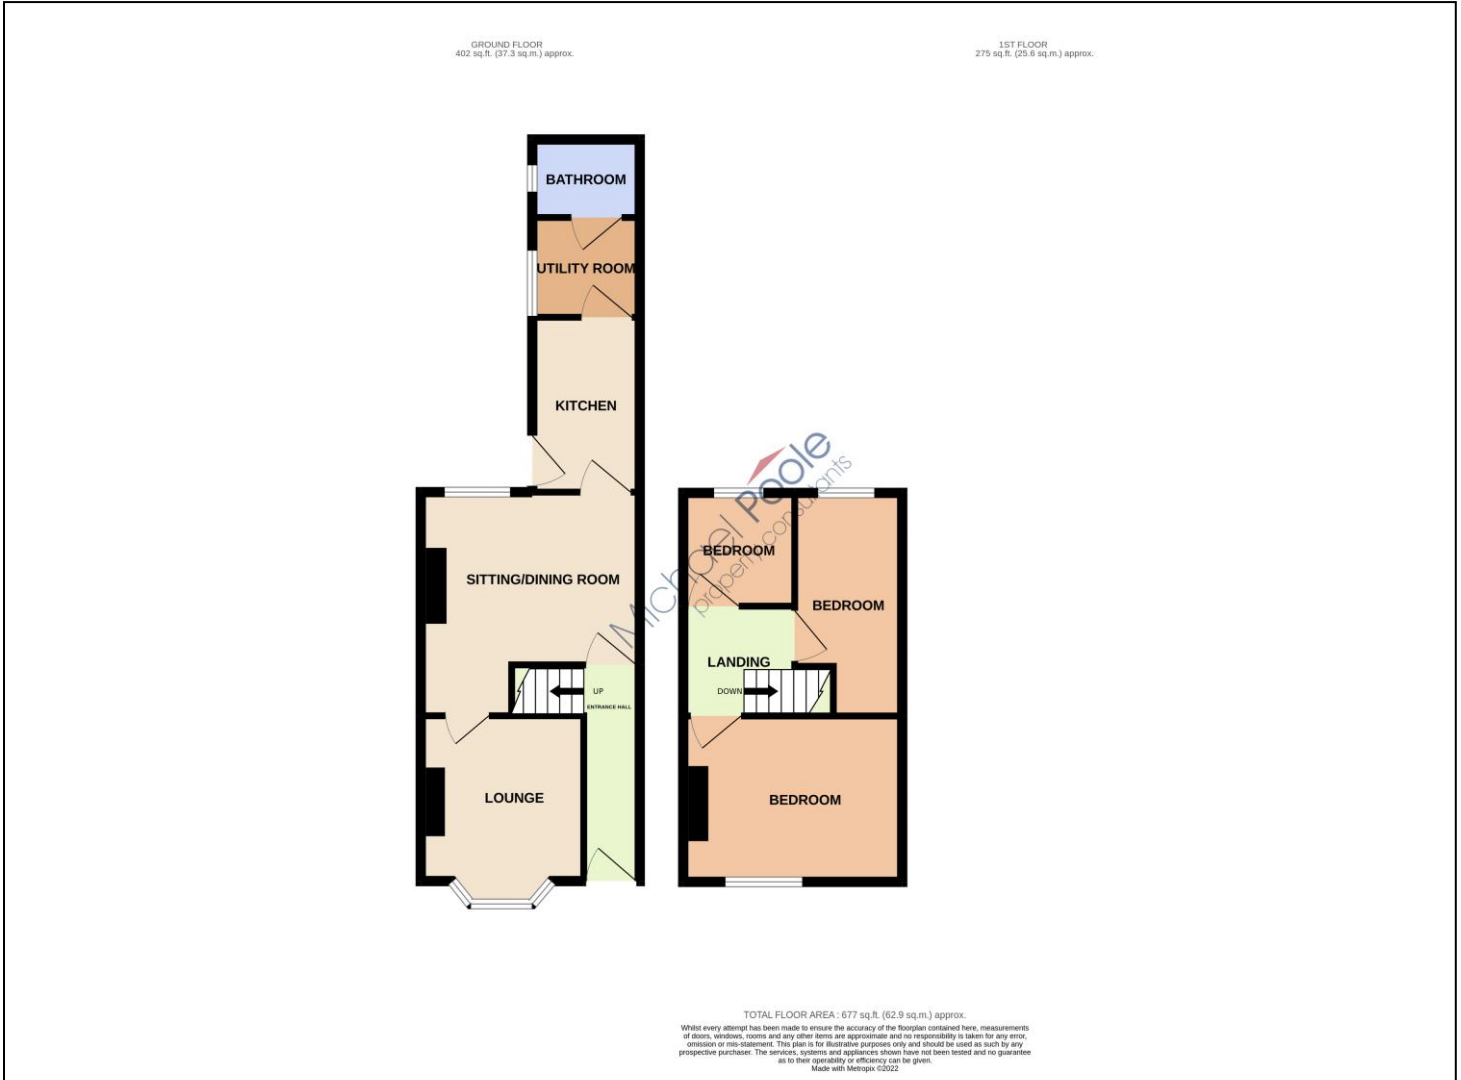 GROUND FLOOR
402 sq.ft. (37.3 sq.m.) approx.
1ST FLOOR
275 sq.ft. (25.6 sq.m.) approx.
BATHROOM
UTILITY ROOM
KITCHEN
SITTING/DINING ROOM
UP
ENTRANCE HALL
LOUNGE
BEDROOM
BEDROOM
LANDING
DOWN
BEDROOM
Michael Poole
property consultants
TOTAL FLOOR AREA : 677 sq.ft. (62.9 sq.m.) approx.
Whilst every attempt has been made to ensure the accuracy of the floorplan contained here, measurements
of doors, windows, rooms and any other items are approximate and no responsibility is taken for any error,
omission or mis-statement. This plan is for illustrative purposes only and should be used as such by any
prospective purchaser. The services, systems and appliances shown have not been tested and no guarantee
as to their operability or efficiency can be given.
Made with Metropix ©2022